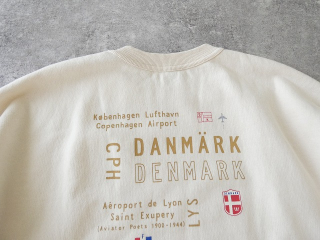 København Lufthavn
Copenhagen Airport
CPH
DANMÄRK
DENMARK
Aéroport de Lyon
Saint Exupery
(Aviator Poets 1900-1944)
LYS